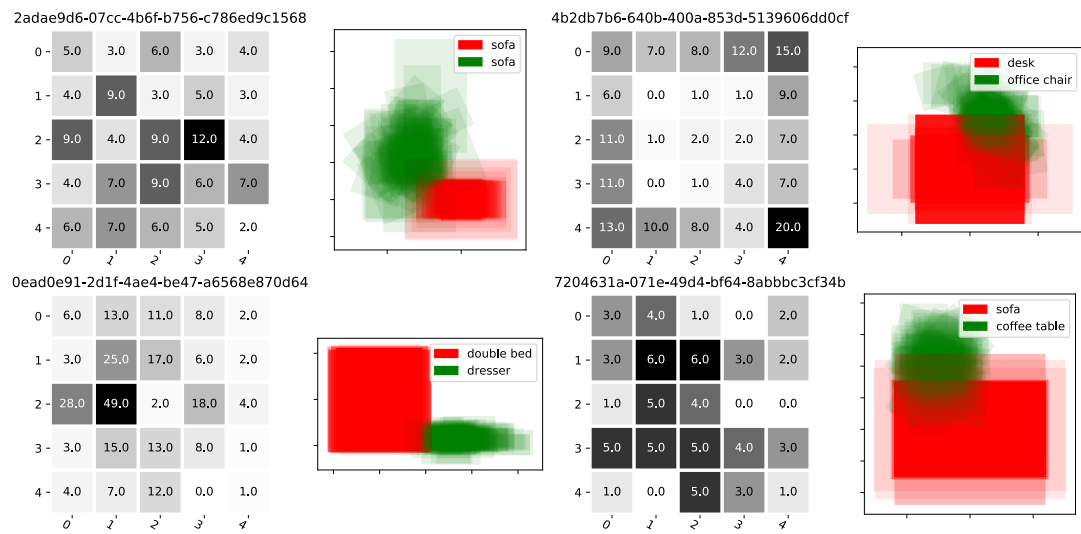 2adae9d6-07cc-4b6f-b756-c786ed9c1568
0 5.0 3.0 6.0 3.0 4.0
1 4.0 9.0 3.0 5.0 3.0
2 9.0 4.0 9.0 12.0 4.0
3 4.0 7.0 9.0 6.0 7.0
4 6.0 7.0 6.0 5.0 2.0
0 1 2 3 4
sofa
sofa
4b2db7b6-640b-400a-853d-5139606dd0cf
0 9.0 7.0 8.0 12.0 15.0
1 6.0 0.0 1.0 1.0 9.0
2 11.0 1.0 2.0 2.0 7.0
3 11.0 0.0 1.0 4.0 7.0
4 13.0 10.0 8.0 4.0 20.0
0 1 2 3 4
desk
office chair
0ead0e91-2d1f-4ae4-be47-a6568e870d64
0 6.0 13.0 11.0 8.0 2.0
1 3.0 25.0 17.0 6.0 2.0
2 28.0 49.0 2.0 18.0 4.0
3 3.0 15.0 13.0 8.0 1.0
4 4.0 7.0 12.0 0.0 1.0
0 1 2 3 4
double bed
dresser
7204631a-071e-49d4-bf64-8abbbc3cf34b
0 3.0 4.0 1.0 0.0 2.0
1 3.0 6.0 6.0 3.0 2.0
2 1.0 5.0 4.0 0.0 0.0
3 5.0 5.0 5.0 4.0 3.0
4 1.0 0.0 5.0 3.0 1.0
0 1 2 3 4
sofa
coffee table